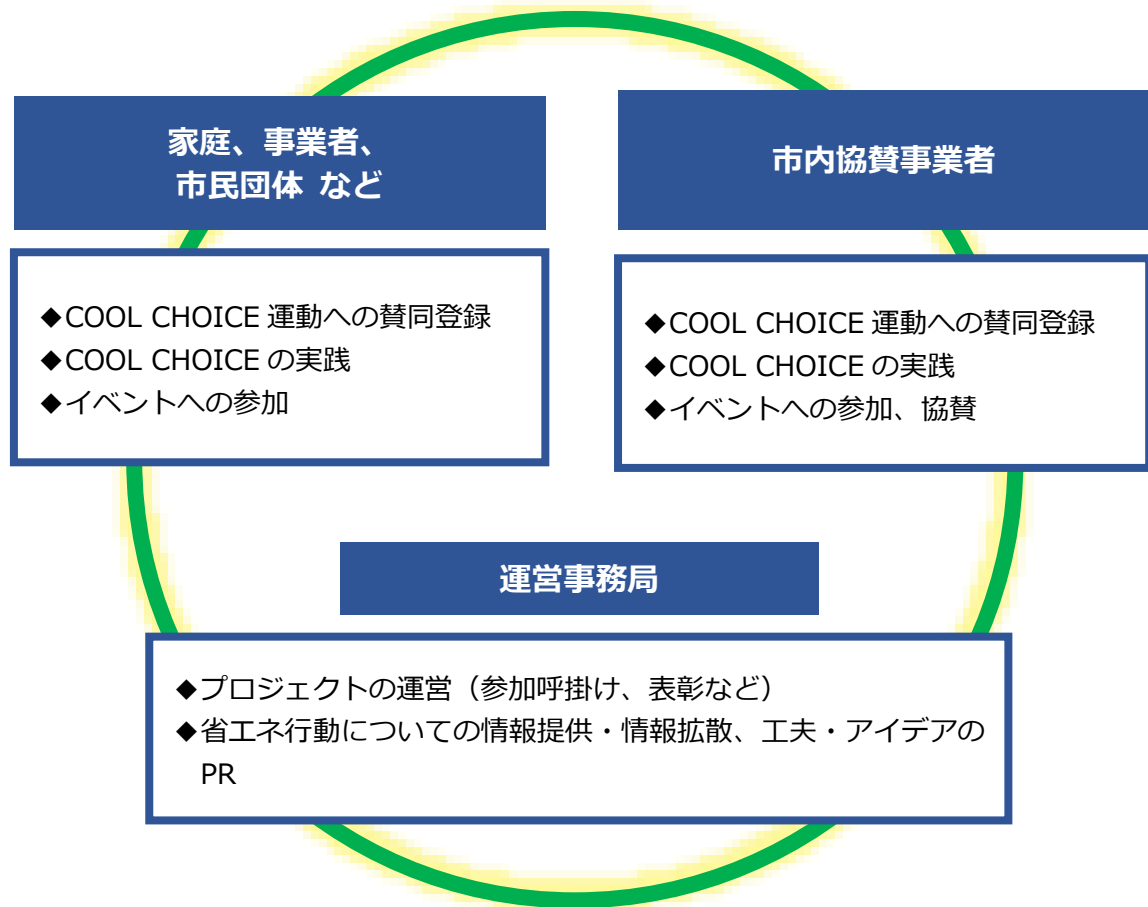 家庭、事業者、
市民団体 など
◆COOL CHOICE 運動への賛同登録
◆COOL CHOICE の実践
◆イベントへの参加
市内協賛事業者
◆COOL CHOICE 運動への賛同登録
◆COOL CHOICE の実践
◆イベントへの参加、協賛
運営事務局
◆プロジェクトの運営（参加呼掛け、表彰など）
◆省エネ行動についての情報提供・情報拡散、工夫・アイデアの
PR